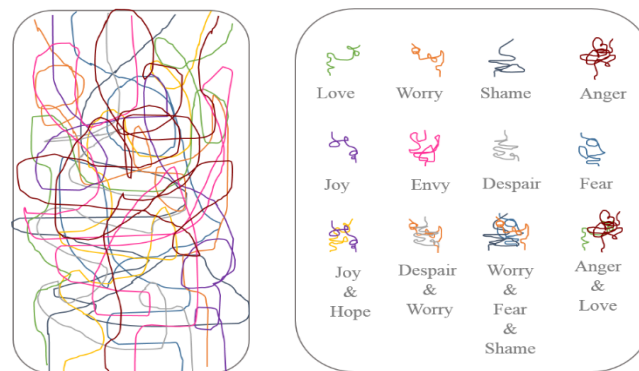 Love Worry Shame Anger
Joy Envy Despair Fear
Joy Despair Worry Anger
& & & &
Hope Worry Fear Love
&
Shame